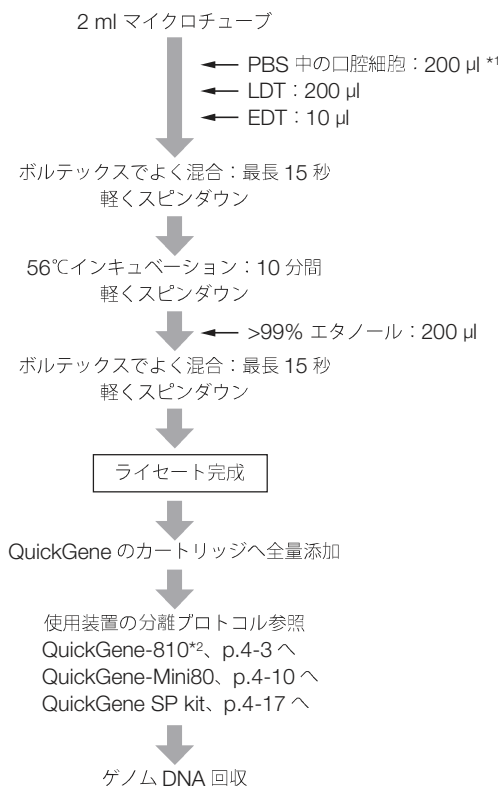 2 ml マイクロチューブ
PBS 中の口腔細胞：200 µl *1
LDT：200 µl
EDT：10 µl
ボルテックスでよく混合：最長 15 秒
軽くスピンダウン
56℃インキュベーション：10 分間
軽くスピンダウン
>99% エタノール：200 µl
ボルテックスでよく混合：最長 15 秒
軽くスピンダウン
ライセート完成
QuickGene のカートリッジへ全量添加
使用装置の分離プロトコル参照
QuickGene-810*2、p.4-3 へ
QuickGene-Mini80、p.4-10 へ
QuickGene SP kit、p.4-17 へ
ゲノム DNA 回収